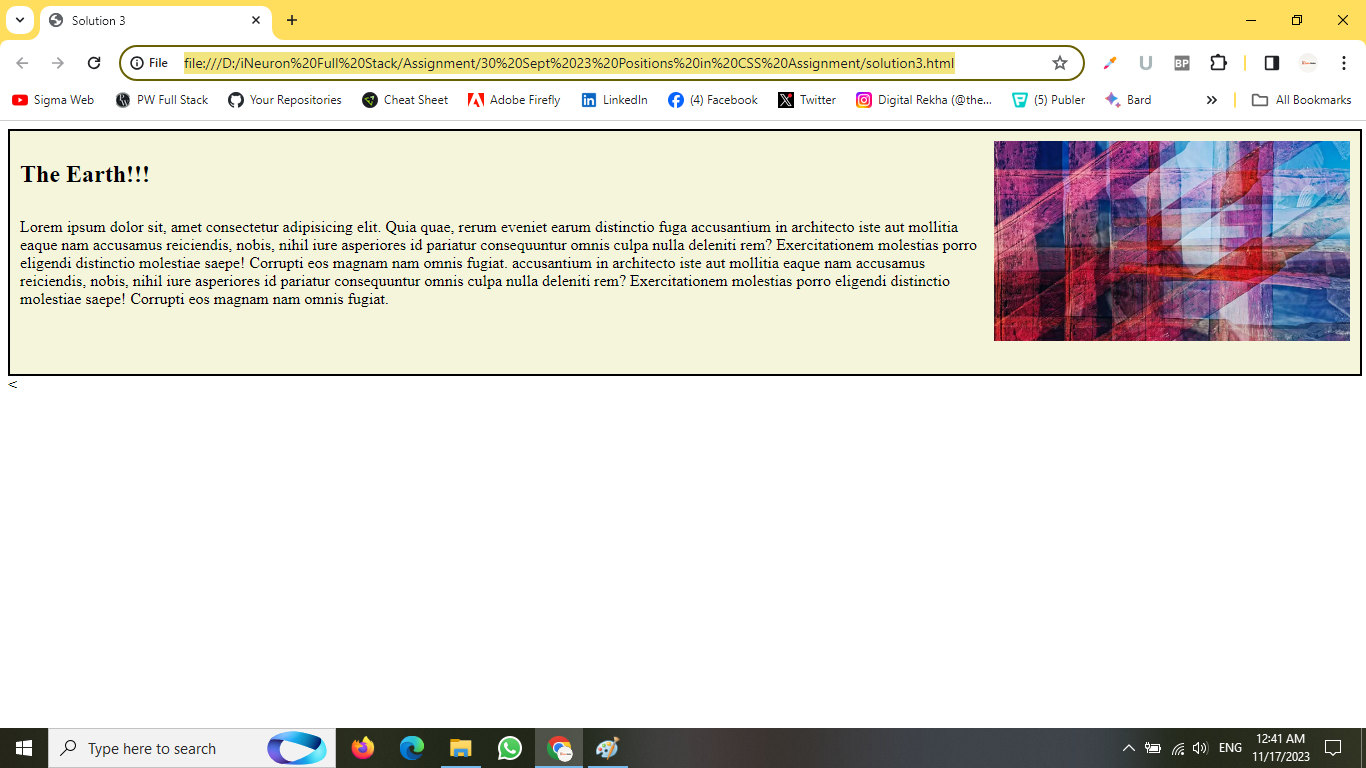 Solution 3
File
file:///D:/iNeuron%20Full%20Stack/Assignment/30%20Sept%2023%20Positions%20in%20CSS%20Assignment/solution3.html
BP
Sigma Web
PW Full Stack
Your Repositories
Cheat Sheet
Adobe Firefly
LinkedIn
(4) Facebook
Twitter
Digital Rekha (@the...
(5) Publer
Bard
All Bookmarks
The Earth!!!
Lorem ipsum dolor sit, amet consectetur adipisicing elit. Quia quae, rerum eveniet earum distinctio fuga accusantium in architecto iste aut mollitia
eaque nam accusamus reiciendis, nobis, nihil iure asperiores id pariatur consequuntur omnis culpa nulla deleniti rem? Exercitationem molestias porro
eligendi distinctio molestiae saepe! Corrupti eos magnam nam omnis fugiat. accusantium in architecto iste aut mollitia eaque nam accusamus
reiciendis, nobis, nihil iure asperiores id pariatur consequuntur omnis culpa nulla deleniti rem? Exercitationem molestias porro eligendi distinctio
molestiae saepe! Corrupti eos magnam nam omnis fugiat.
<
Type here to search
ENG
12:41 AM
11/17/2023